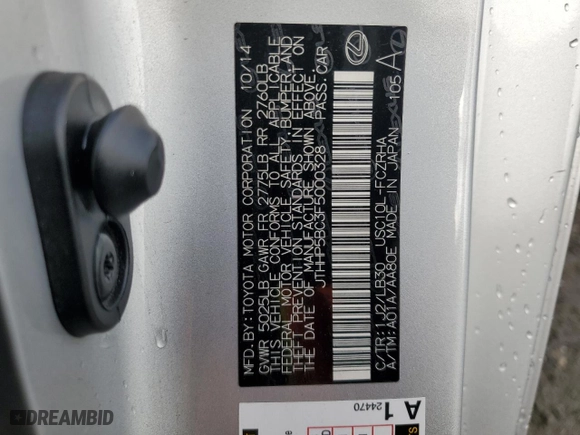 MFD.BY:TOYOTA MOTOR CORPORATION 10/14
GVWR 5025LB GAWR FR 2775LB RR 2760LB
THIS VEHICLE CONFORMS TO ALL APPLICABLE
FEDERAL MOTOR VEHICLE SAFETY,BUMPER,AND
THEFT PREVENTION STANDARDS IN EFFECT ON
THE DATE OF MANUFACTURE SHOWN ABOVE.
JTHHP5BC3F5000328 PASS.CAR
C/TR:1J2/LB30 USC10L-FCZRHA
A/TM:A01A/AA80E MADE IN JAPAN 105 A
A1
24470
DREAMBID